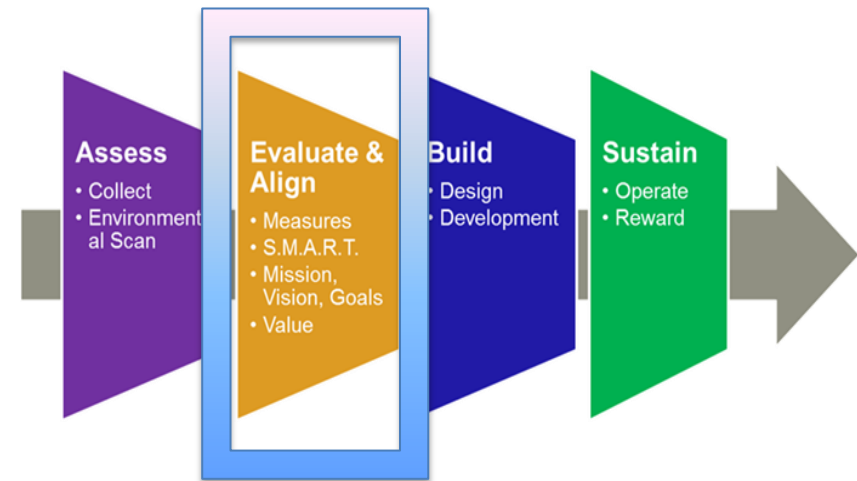 Assess
• Collect
• Environment
al Scan
Evaluate &
Align
• Measures
• S.M.A.R.T.
• Mission,
Vision, Goals
• Value
Build
• Design
• Development
Sustain
• Operate
• Reward